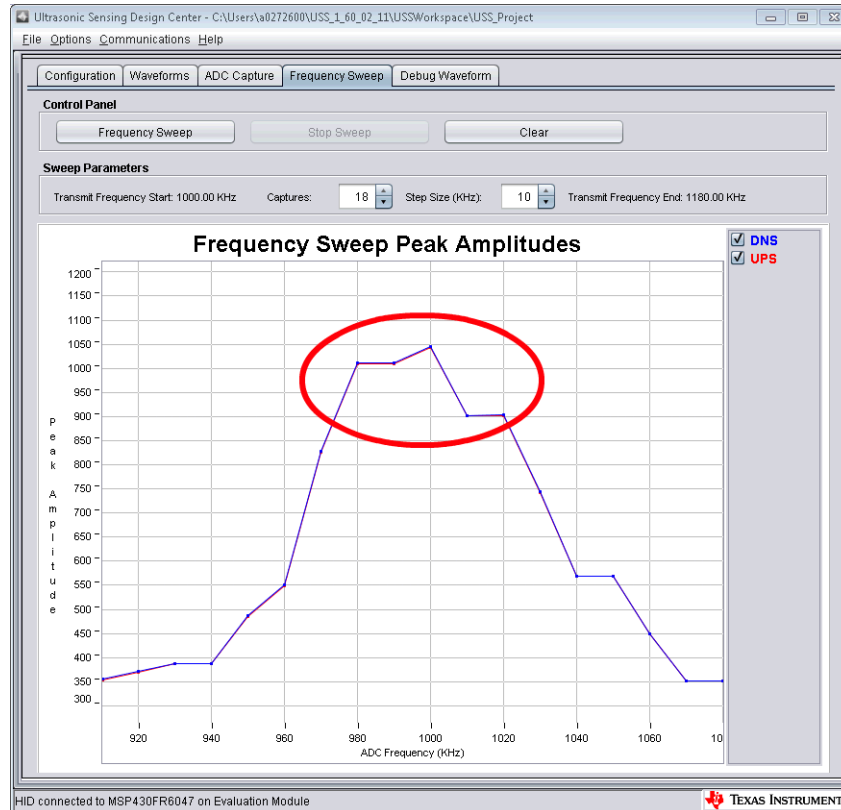 Ultrasonic Sensing Design Center - C:\Users\a0272600\USS_1_60_02_11\USSWorkspace\USS_Project
File Options Communications Help
Configuration Waveforms ADC Capture Frequency Sweep Debug Waveform
Control Panel
Frequency Sweep Stop Sweep Clear
Sweep Parameters
Transmit Frequency Start: 1000.00 KHz Captures: 18 Step Size (KHz): 10 Transmit Frequency End: 1180.00 KHz
Frequency Sweep Peak Amplitudes
DNS
UPS
1200
1150
1100
1050
1000
950
900
850
800
750
700
650
600
550
500
450
400
350
300
Peak Amplitude
920 940 960 980 1000 1020 1040 1060 10
ADC Frequency (KHz)
HID connected to MSP430FR6047 on Evaluation Module
TEXAS INSTRUMENT